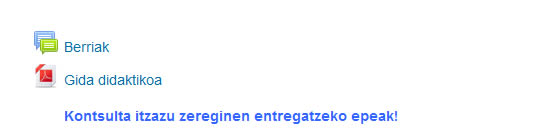 Berriak
Gida didaktikoa
Kontsulta itzazu zereginen entregatzeko epeak!